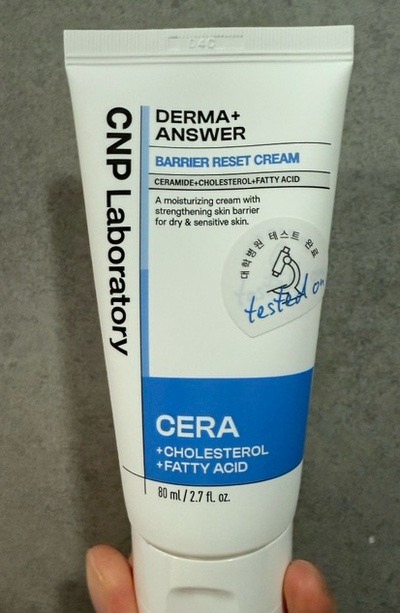 CNP Laboratory
DERMA+
ANSWER
BARRIER RESET CREAM
CERAMIDE+CHOLESTEROL+FATTY ACID
A moisturizing cream with
strengthening skin barrier
for dry & sensitive skin.
대학병원 테스트 완료
tested on
CERA
+CHOLESTEROL
+FATTY ACID
80 ml / 2.7 fl. oz.